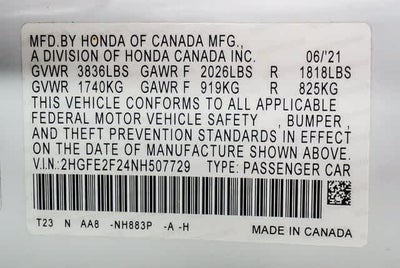 MFD.BY HONDA OF CANADA MFG.,
A DIVISION OF HONDA CANADA INC. 06/'21
GVWR 3836LBS GAWR F 2026LBS R 1818LBS
GVWR 1740KG GAWR F 919KG R 825KG
THIS VEHICLE CONFORMS TO ALL APPLICABLE
FEDERAL MOTOR VEHICLE SAFETY , BUMPER,
AND THEFT PREVENTION STANDARDS IN EFFECT
ON THE DATE OF MANUFACTURE SHOWN ABOVE.
V.I.N:2HGFE2F24NH507729 TYPE: PASSENGER CAR
T23 N AA8 -NH883P -A -H MADE IN CANADA